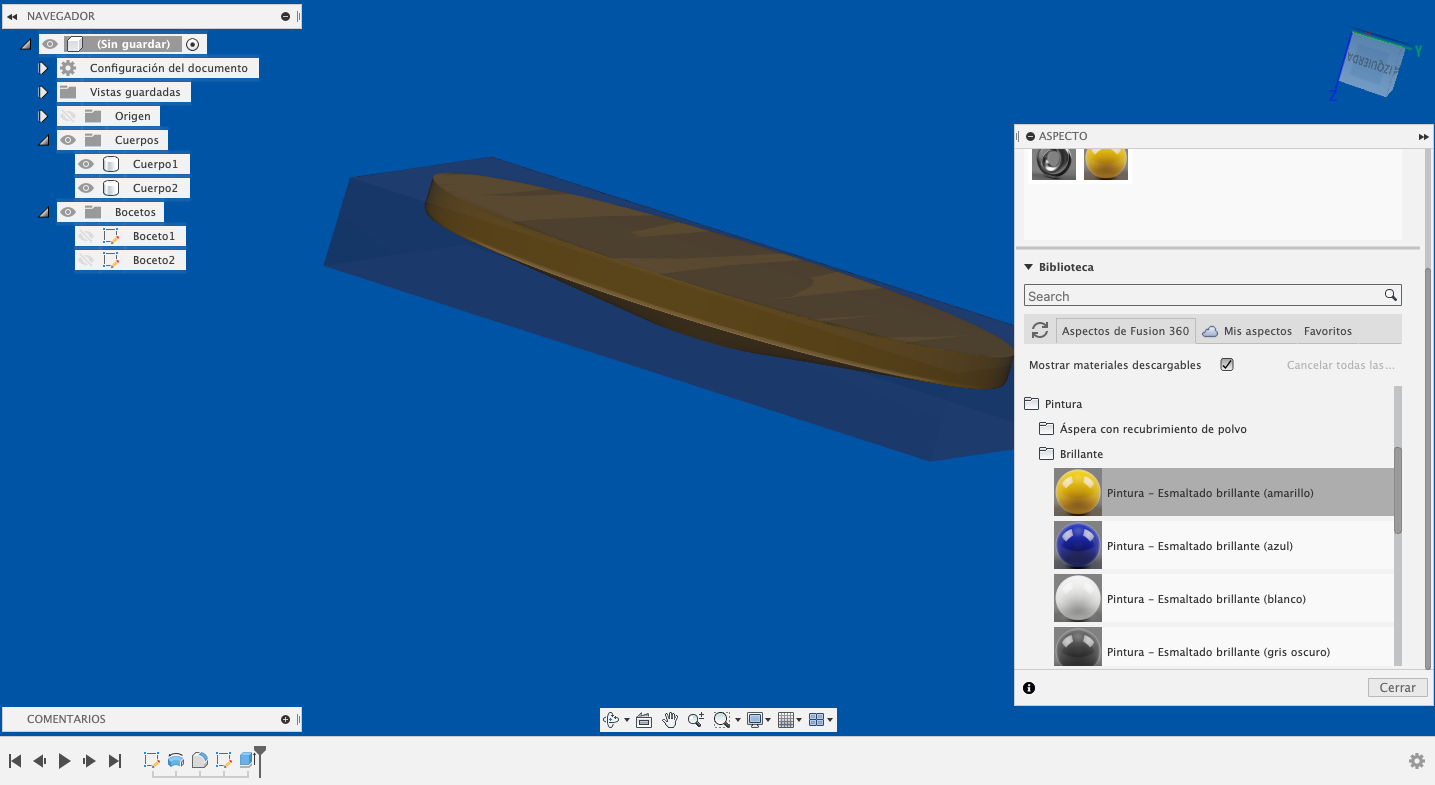 NAVEGADOR
(Sin guardar)
Configuración del documento
Vistas guardadas
Origen
Cuerpos
Cuerpo1
Cuerpo2
Bocetos
Boceto1
Boceto2
Y
IZQUIERDA
Z
ASPECTO
Biblioteca
Search
Aspectos de Fusion 360
Mis aspectos
Favoritos
Mostrar materiales descargables
Cancelar todas las...
Pintura
Áspera con recubrimiento de polvo
Brillante
Pintura - Esmaltado brillante (amarillo)
Pintura - Esmaltado brillante (azul)
Pintura - Esmaltado brillante (blanco)
Pintura - Esmaltado brillante (gris oscuro)
Cerrar
COMENTARIOS